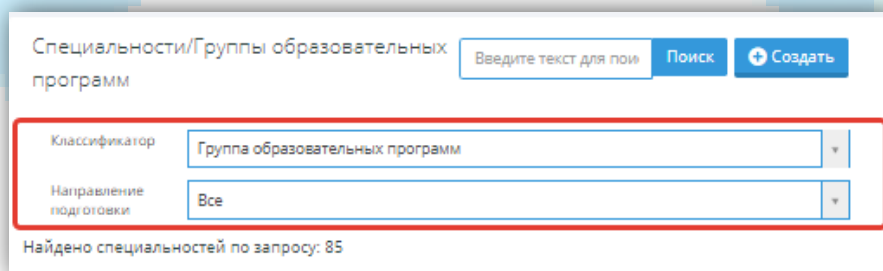 Специальности/Группы образовательных
программ
Введите текст для пои
Поиск
Создать
Классификатор
Группа образовательных программ
Направление
подготовки
Все
Найдено специальностей по запросу: 85